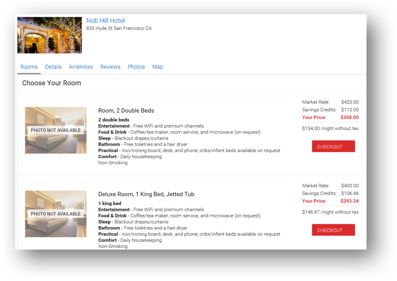 Nob Hill Hotel
835 Hyde St San Francisco CA
Rooms Details Amenities Reviews Photos Map
Choose Your Room
PHOTO NOT AVAILABLE
Room, 2 Double Beds
2 double beds
Entertainment - Free WiFi and premium channels
Food & Drink - Coffee/tea maker, room service, and microwave (on request)
Sleep - Blackout drapes/curtains
Bathroom - Free toiletries and a hair dryer
Practical - Iron/ironing board, desk, and phone; cribs/infant beds available on request
Comfort - Daily housekeeping
Non-Smoking
Market Rate: $420.00
Savings Credits: $112.00
Your Price: $308.00
$154.00 /night without tax
CHECKOUT
PHOTO NOT AVAILABLE
Deluxe Room, 1 King Bed, Jetted Tub
1 king bed
Entertainment - Free WiFi and premium channels
Food & Drink - Coffee/tea maker, room service, and microwave (on request)
Sleep - Blackout drapes/curtains
Bathroom - Free toiletries and a hair dryer
Practical - Iron/ironing board, desk, and phone; cribs/infant beds available on request
Comfort - Daily housekeeping
Non-Smoking
Market Rate: $400.00
Savings Credits: $106.66
Your Price: $293.34
$146.67 /night without tax
CHECKOUT